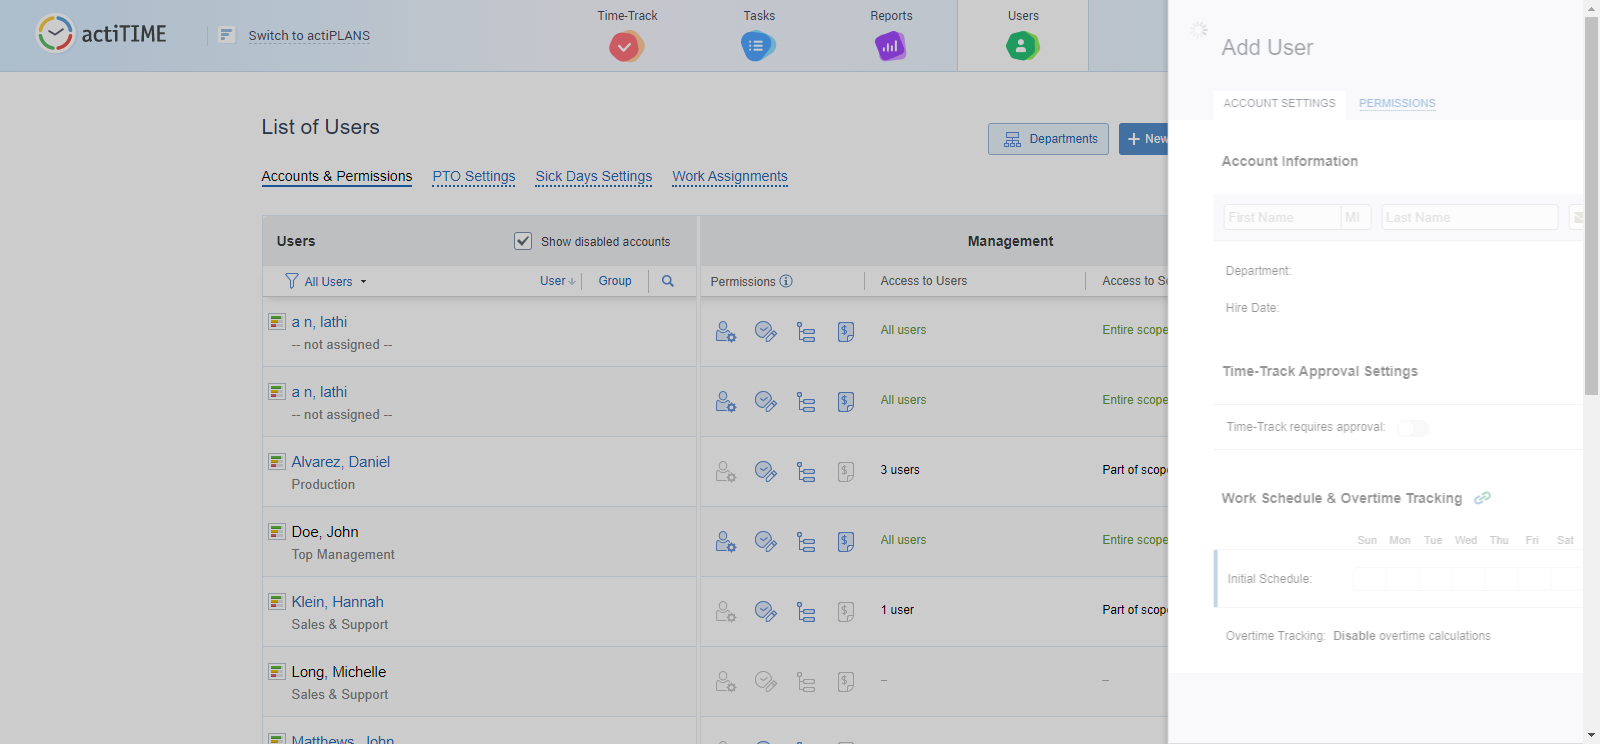 actiTIME
Switch to actiPLANS
Time-Track
Tasks
Reports
Users
List of Users
Departments
+ New
Accounts & Permissions
PTO Settings
Sick Days Settings
Work Assignments
Users
Show disabled accounts
Management
All Users
User
Group
Permissions
Access to Users
Access to Sc
a n, lathi
-- not assigned --
All users
Entire scope
a n, lathi
-- not assigned --
All users
Entire scope
Alvarez, Daniel
Production
3 users
Part of scope
Doe, John
Top Management
All users
Entire scope
Klein, Hannah
Sales & Support
1 user
Part of scope
Long, Michelle
Sales & Support
–
–
Matthews, John
Add User
ACCOUNT SETTINGS
PERMISSIONS
Account Information
First Name
MI
Last Name
Department:
Hire Date:
Time-Track Approval Settings
Time-Track requires approval:
Work Schedule & Overtime Tracking
Sun Mon Tue Wed Thu Fri Sat
Initial Schedule:
Overtime Tracking: Disable overtime calculations